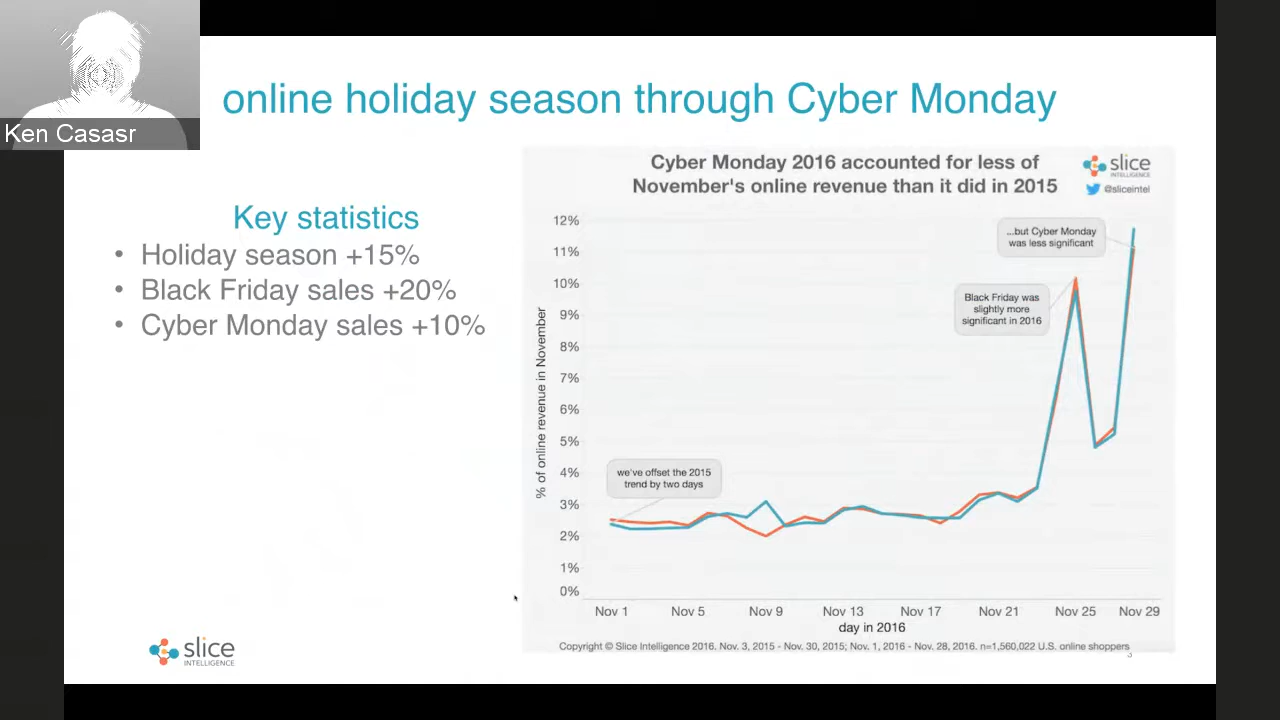 Ken Casasr
online holiday season through Cyber Monday
Key statistics
• Holiday season +15%
• Black Friday sales +20%
• Cyber Monday sales +10%
slice
INTELLIGENCE
Cyber Monday 2016 accounted for less of
November's online revenue than it did in 2015
slice
INTELLIGENCE
@sliceintel
% of online revenue in November
12%
11%
10%
9%
8%
7%
6%
5%
4%
3%
2%
1%
0%
...but Cyber Monday
was less significant
Black Friday was
slightly more
significant in 2016
we've offset the 2015
trend by two days
Nov 1 Nov 5 Nov 9 Nov 13 Nov 17 Nov 21 Nov 25 Nov 29
day in 2016
Copyright © Slice Intelligence 2016. Nov. 3, 2015 - Nov. 30, 2015; Nov. 1, 2016 - Nov. 28, 2016. n=1,560,022 U.S. online shoppers
3